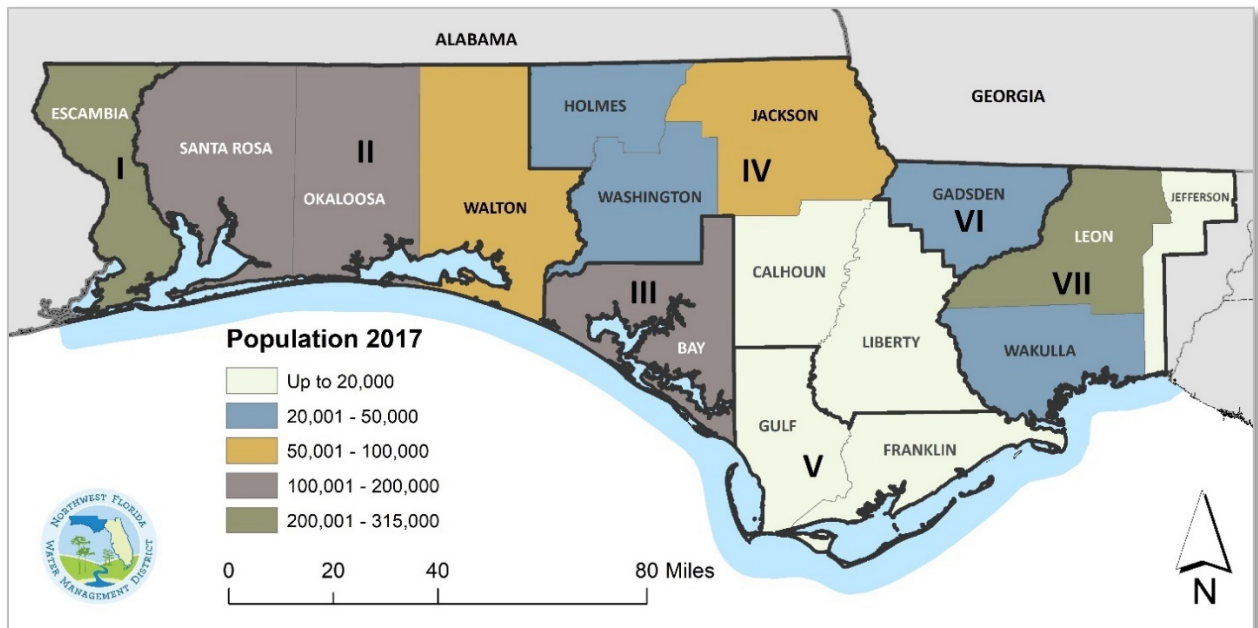 ALABAMA
GEORGIA
ESCAMBIA
I
SANTA ROSA
II
OKALOOSA
WALTON
HOLMES
WASHINGTON
JACKSON
IV
III
BAY
CALHOUN
LIBERTY
GULF
V
FRANKLIN
GADSDEN
VI
LEON
VII
WAKULLA
JEFFERSON
Population 2017
Up to 20,000
20,001 - 50,000
50,001 - 100,000
100,001 - 200,000
200,001 - 315,000
NORTHWEST FLORIDA
WATER MANAGEMENT DISTRICT
0 20 40 80 Miles
N